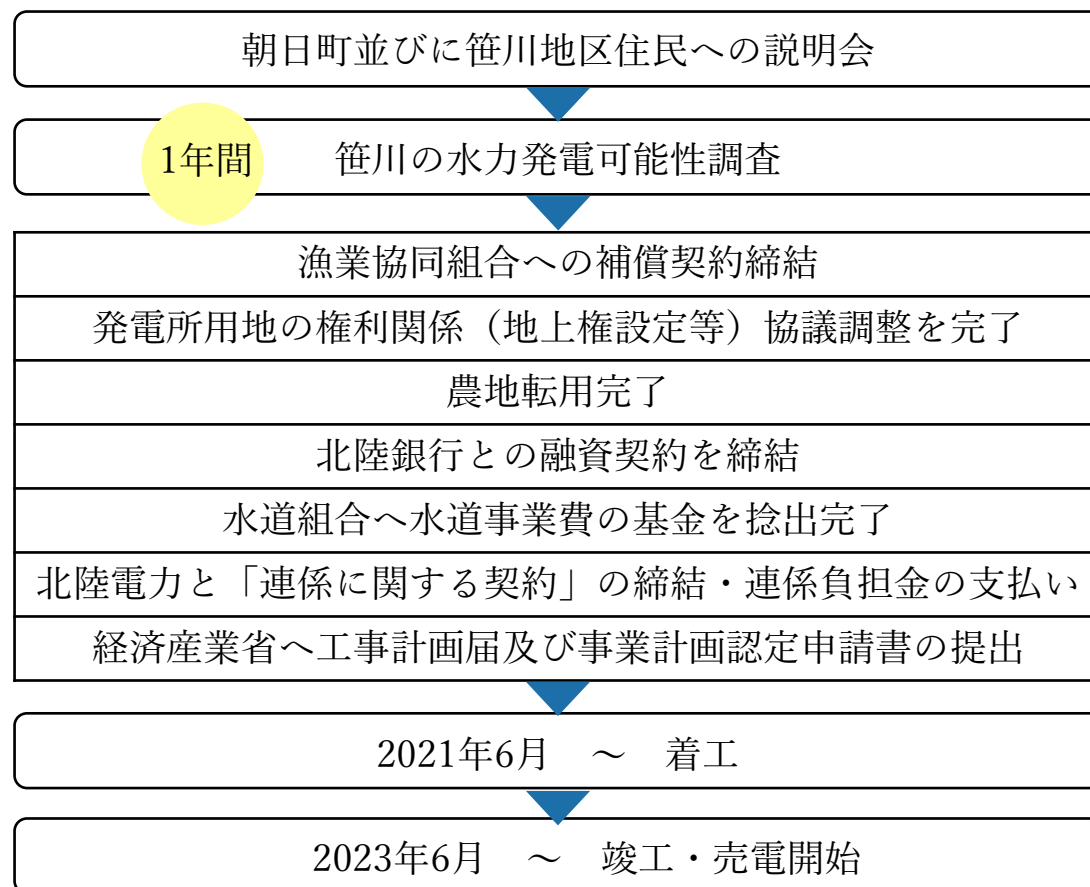 朝日町並びに笹川地区住民への説明会
1年間 笹川の水力発電可能性調査
漁業協同組合への補償契約締結
発電所用地の権利関係（地上権設定等）協議調整を完了
農地転用完了
北陸銀行との融資契約を締結
水道組合へ水道事業費の基金を捻出完了
北陸電力と「連係に関する契約」の締結・連係負担金の支払い
経済産業省へ工事計画届及び事業計画認定申請書の提出
2021年6月　～　着工
2023年6月　～　竣工・売電開始